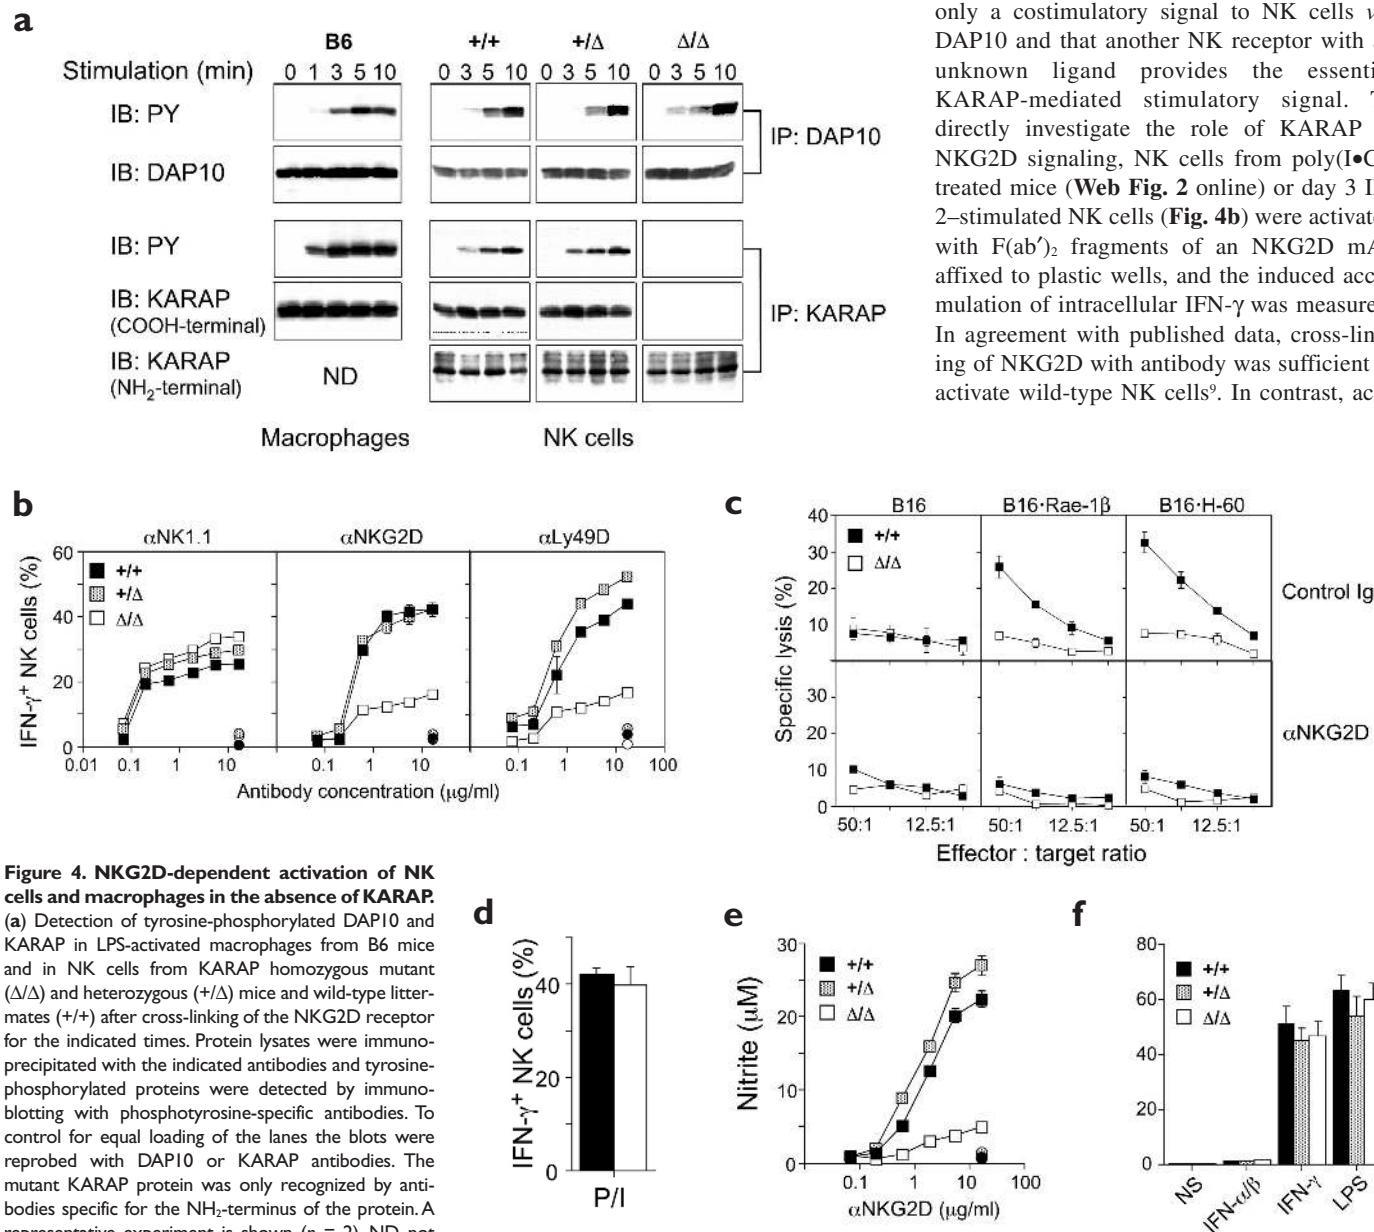 a
B6 +/+ +/Δ Δ/Δ
Stimulation (min) 0 1 3 5 10 0 3 5 10 0 3 5 10 0 3 5 10
IB: PY
IP: DAP10
IB: DAP10
IB: PY
IB: KARAP
(COOH-terminal)
IP: KARAP
IB: KARAP
(NH2-terminal)
ND
Macrophages NK cells
only a costimulatory signal to NK cells
DAP10 and that another NK receptor with
unknown ligand provides the
KARAP-mediated stimulatory signal.
directly investigate the role of KARAP
NKG2D signaling, NK cells from poly(I•C
treated mice (Web Fig. 2 online) or day 3
2–stimulated NK cells (Fig. 4b) were
with F(ab′)2 fragments of an NKG2D
affixed to plastic wells, and the induced
mulation of intracellular IFN-γ was
In agreement with published data,
ing of NKG2D with antibody was sufficient
activate wild-type NK cells9. In contrast,
b
αNK1.1 αNKG2D αLy49D
60
40
20
0
IFN-γ+ NK cells (%)
+/+
+/Δ
Δ/Δ
0.01 0.1 1 10 0.1 1 10 0.1 1 10 100
Antibody concentration (μg/ml)
c
B16 B16·Rae-1β B16·H-60
40
30
20
10
30
20
10
0
Specific lysis (%)
+/+
Δ/Δ
Control Ig
αNKG2D
50:1 12.5:1 50:1 12.5:1 50:1 12.5:1
Effector : target ratio
Figure 4. NKG2D-dependent activation of NK
cells and macrophages in the absence of KARAP.
(a) Detection of tyrosine-phosphorylated DAP10 and
KARAP in LPS-activated macrophages from B6 mice
and in NK cells from KARAP homozygous mutant
(Δ/Δ) and heterozygous (+/Δ) mice and wild-type litter-
mates (+/+) after cross-linking of the NKG2D receptor
for the indicated times. Protein lysates were immuno-
precipitated with the indicated antibodies and tyrosine-
phosphorylated proteins were detected by immuno-
blotting with phosphotyrosine-specific antibodies. To
control for equal loading of the lanes the blots were
reprobed with DAP10 or KARAP antibodies. The
mutant KARAP protein was only recognized by anti-
bodies specific for the NH2-terminus of the protein. A
representative experiment is shown (n = 2). ND, not
d
IFN-γ+ NK cells (%)
40
20
0
P/I
e
30
20
10
0
Nitrite (μM)
+/+
+/Δ
Δ/Δ
0.1 1 10 100
αNKG2D (μg/ml)
f
80
60
40
20
0
+/+
+/Δ
Δ/Δ
NS IFN-α/β IFN-γ LPS